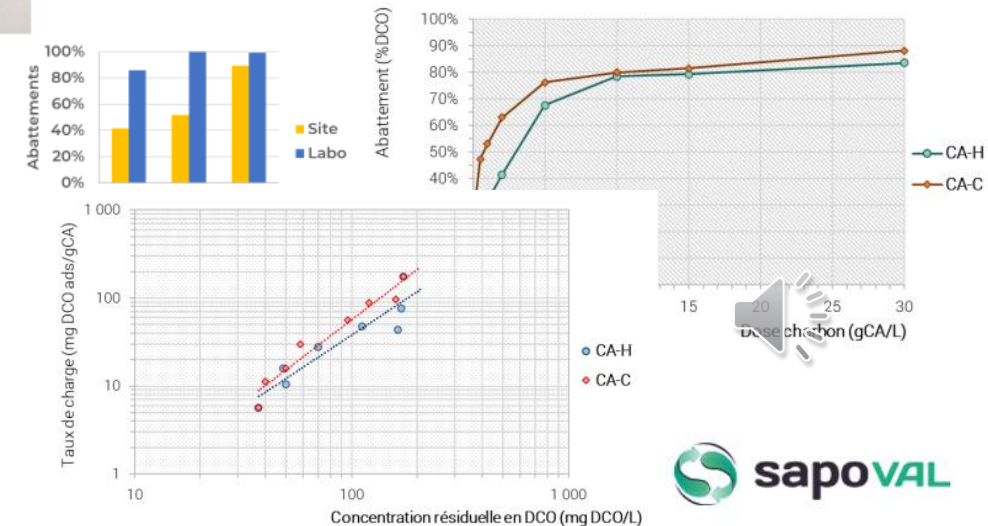 Abattements
100%
80%
60%
40%
20%
0%
Site
Labo
Abattement (%DCO)
100%
90%
80%
70%
60%
50%
40%
CA-H
CA-C
15
20
25
30
Dose charbon (gCA/L)
Taux de charge (mg DCO ads/gCA)
1 000
100
10
1
10
100
1 000
Concentration résiduelle en DCO (mg DCO/L)
CA-H
CA-C
sapoVAL